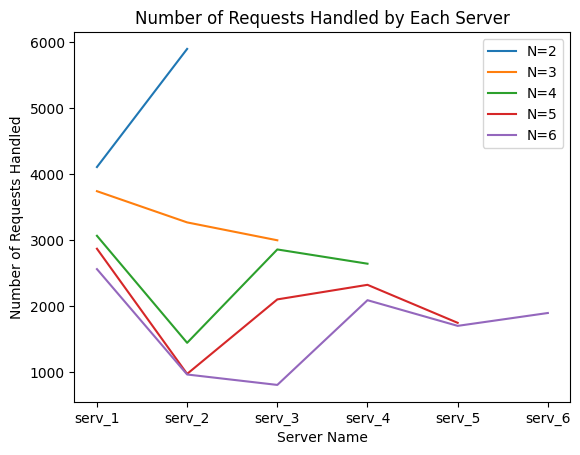 Number of Requests Handled by Each Server
Number of Requests Handled
6000
5000
4000
3000
2000
1000
N=2
N=3
N=4
N=5
N=6
serv_1 serv_2 serv_3 serv_4 serv_5 serv_6
Server Name